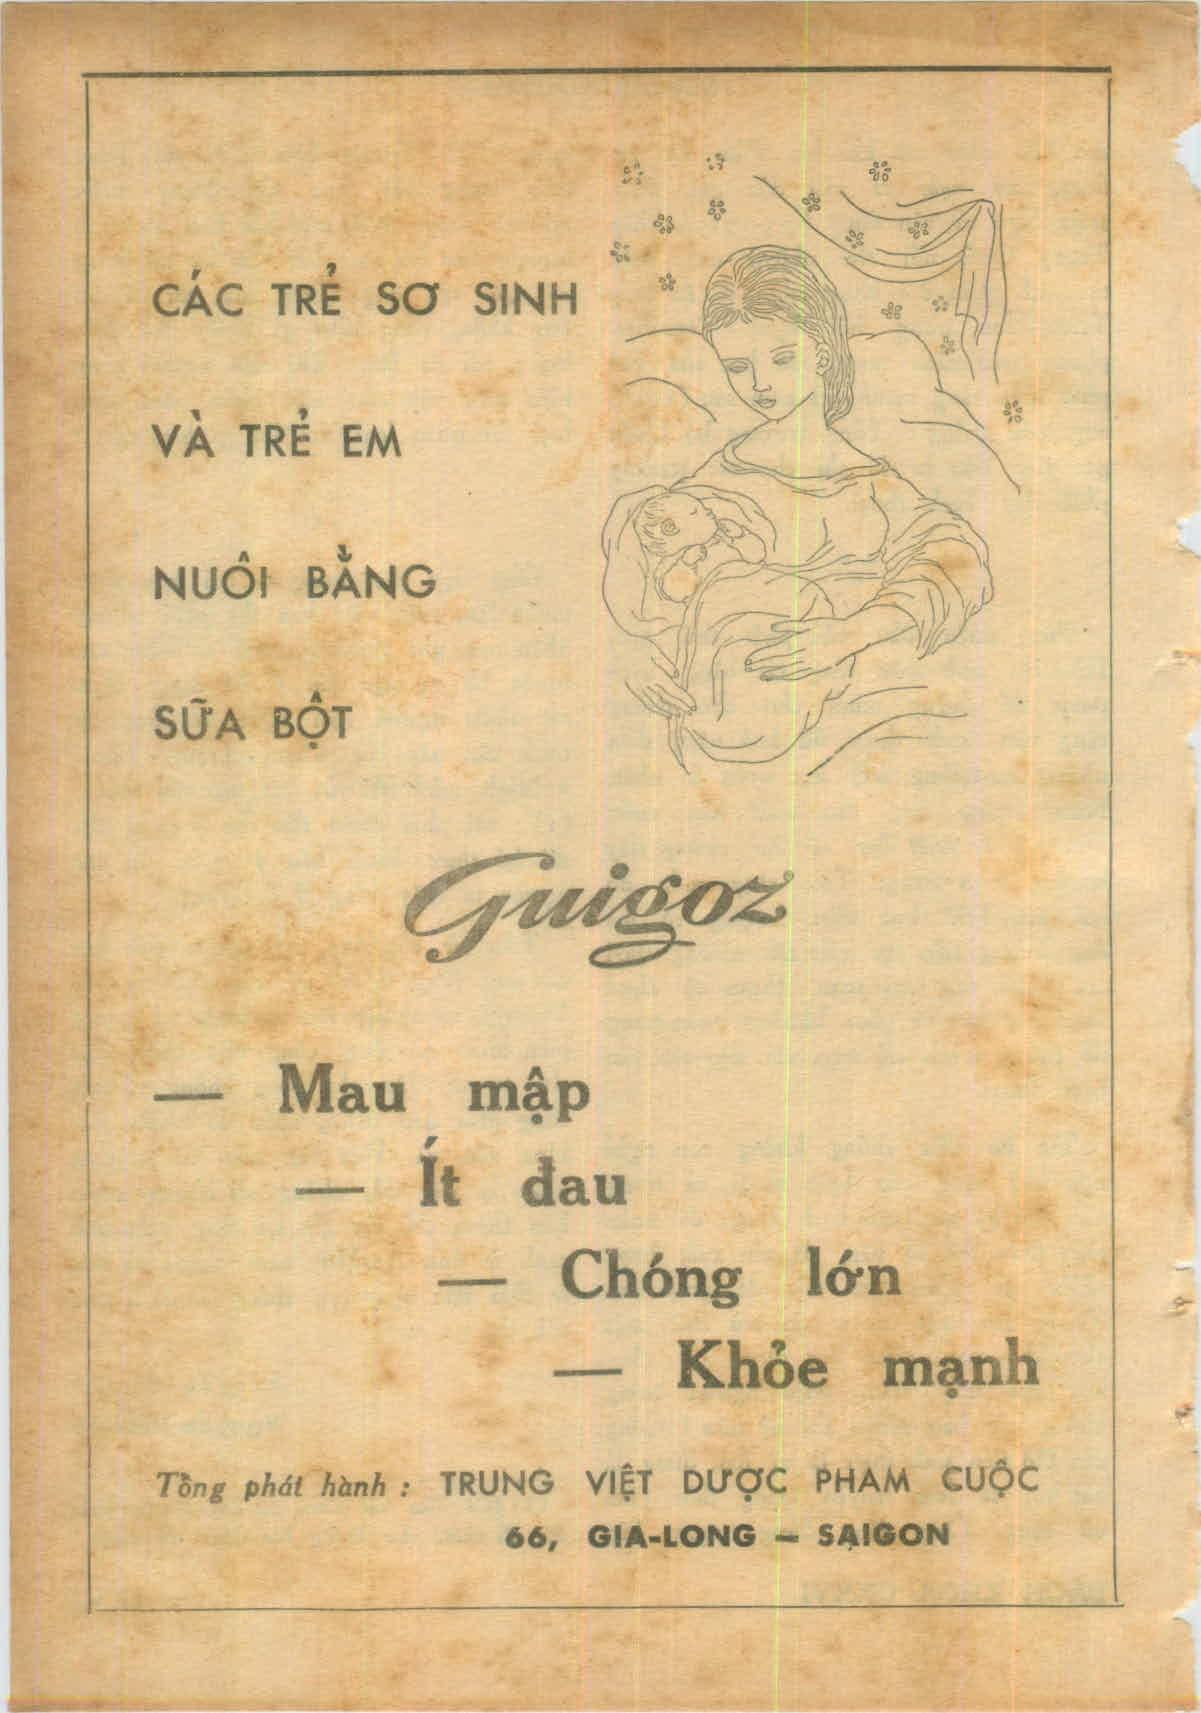 CÁC TRẺ SƠ SINH
VÀ TRẺ EM
NUÔI BẰNG
SỮA BỘT
Guigoz
— Mau mập
— Ít đau
— Chóng lớn
— Khỏe mạnh
Tổng phát hành : TRUNG VIỆT DƯỢC PHAM CUỘC
66, GIA-LONG — SAIGON